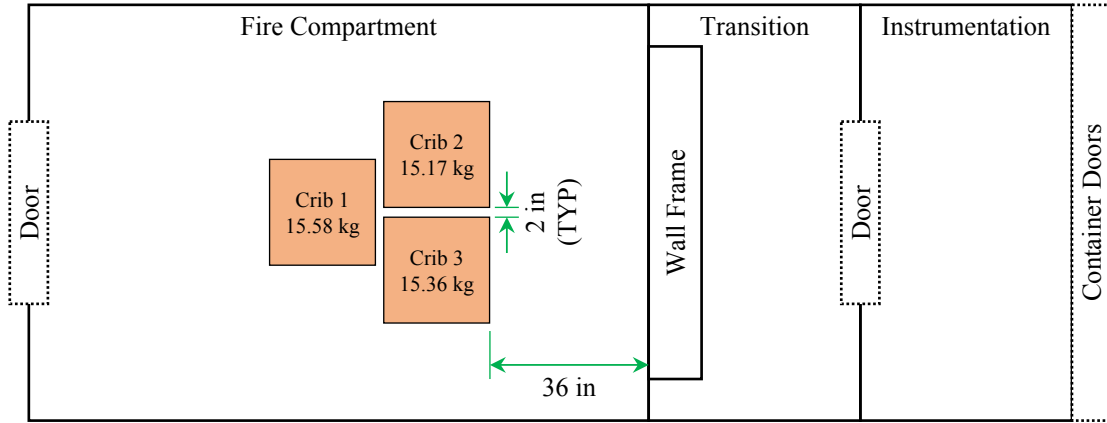 Fire Compartment
Transition
Instrumentation
Door
Crib 1
15.58 kg
Crib 2
15.17 kg
Crib 3
15.36 kg
2 in
(TYP)
36 in
Wall Frame
Door
Container Doors